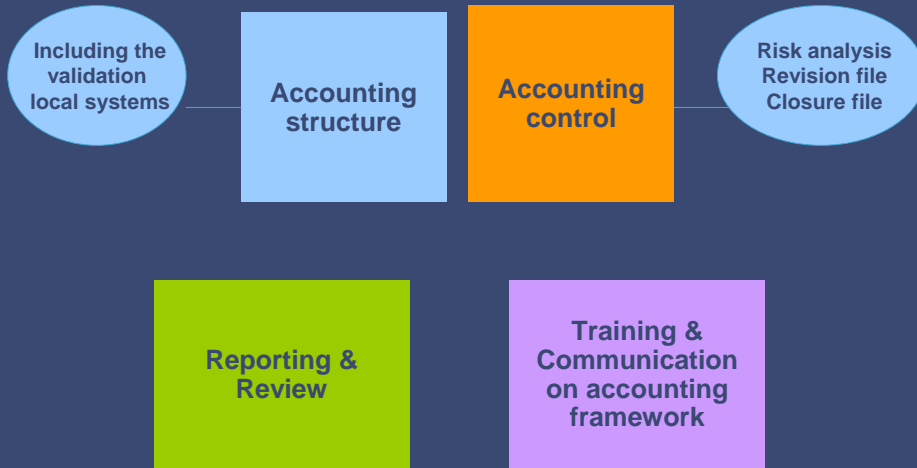 Including the
validation
local systems
Accounting
structure
Accounting
control
Risk analysis
Revision file
Closure file
Reporting &
Review
Training &
Communication
on accounting
framework